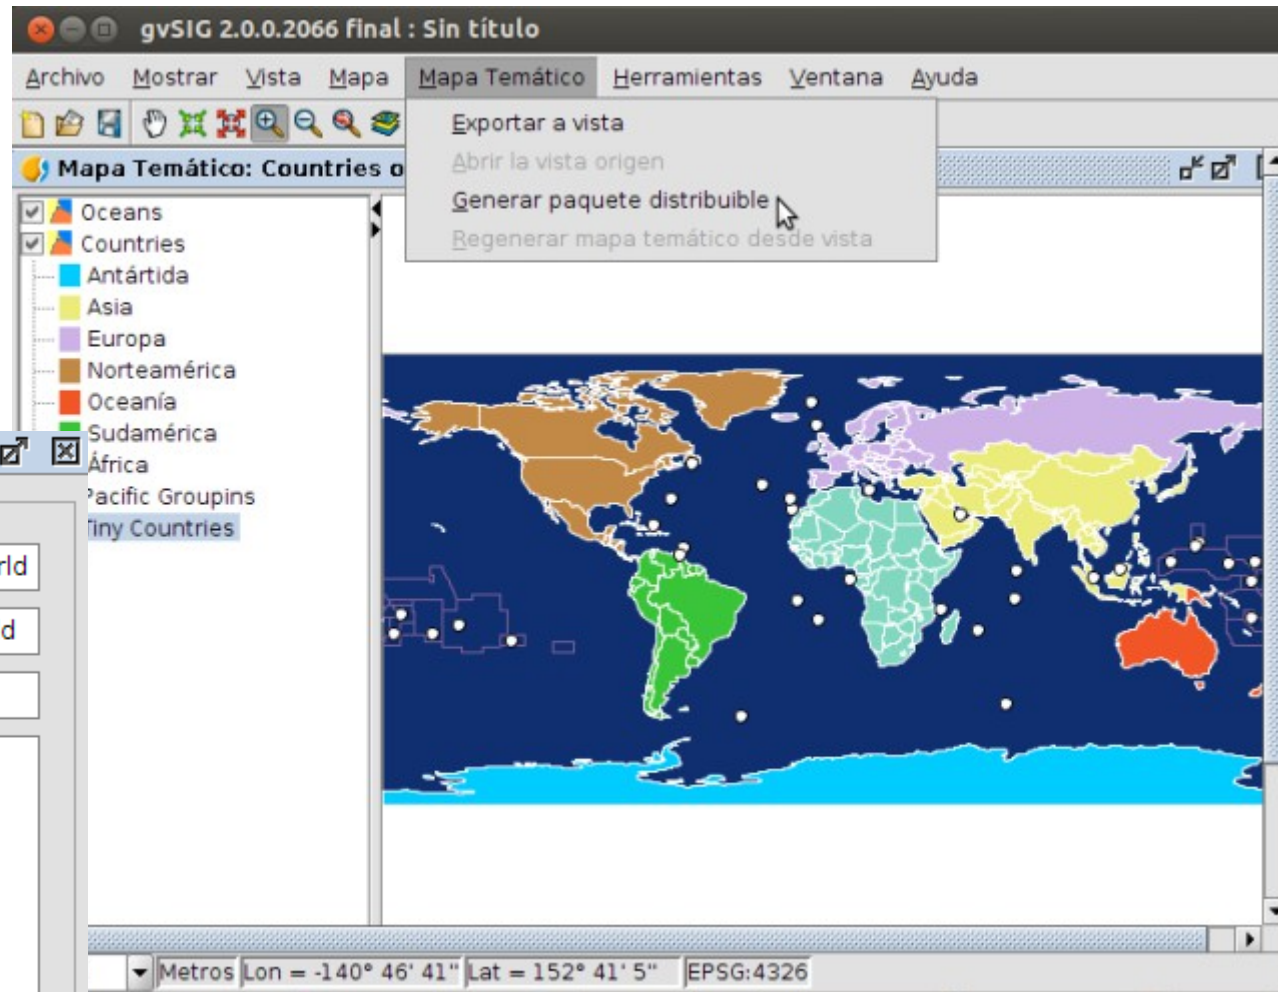 gvSIG 2.0.0.2066 final : Sin título
Archivo Mostrar Vista Mapa Mapa Temático Herramientas Ventana Ayuda
Exportar a vista
Abrir la vista origen
Generar paquete distribuible
Regenerar mapa temático desde vista
Mapa Temático: Countries o
Oceans
Countries
Antártida
Asia
Europa
Norteamérica
Oceanía
Sudamérica
África
Pacific Groupins
Tiny Countries
rld
d
Metros Lon = -140° 46' 41" Lat = 152° 41' 5" EPSG:4326